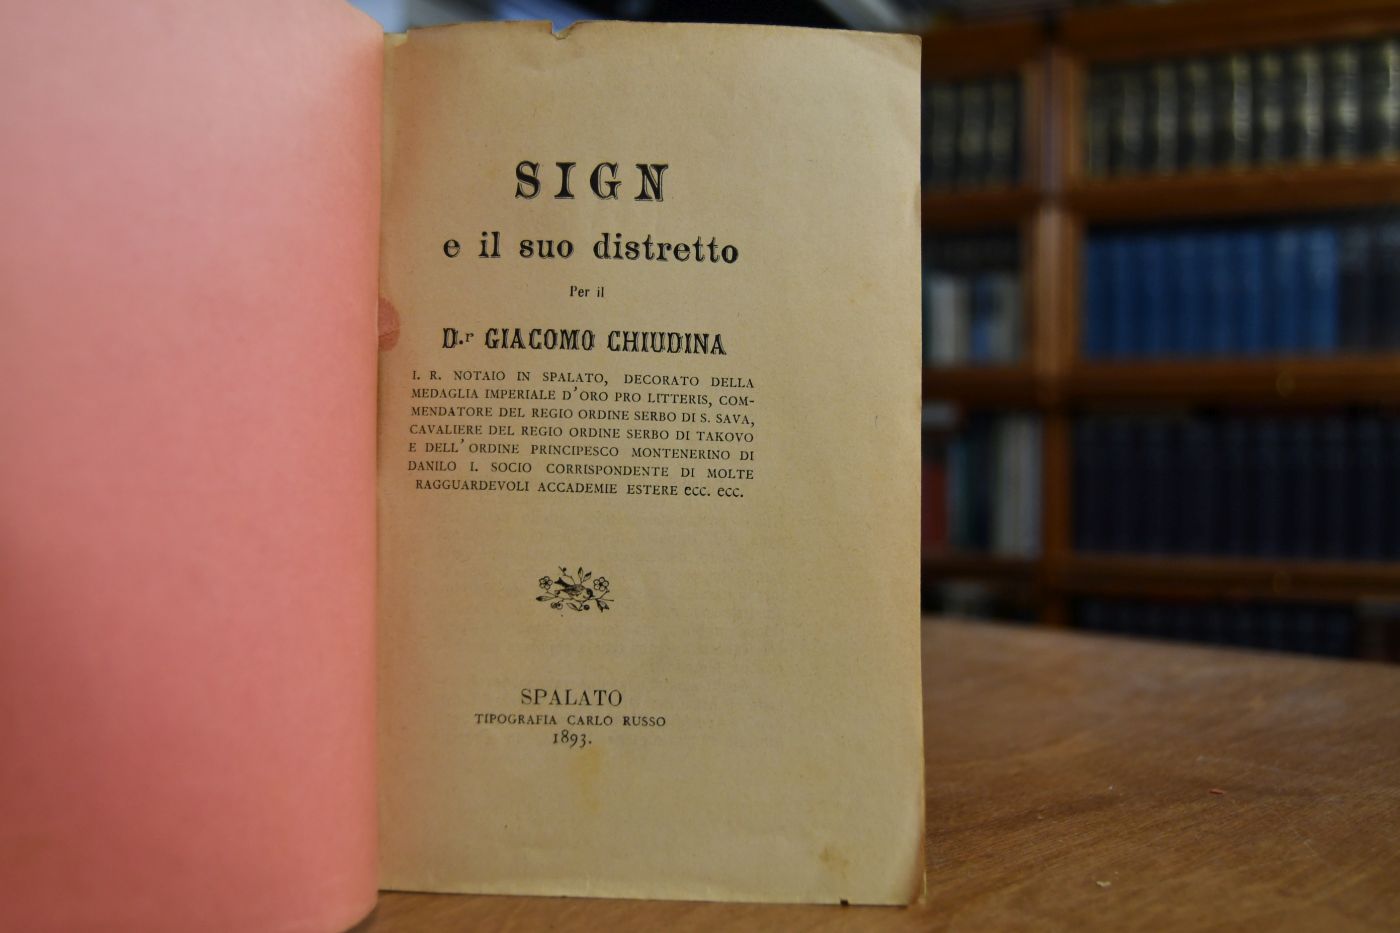 SIGN
e il suo distretto
Per il
D.r GIACOMO CHIUDINA
I. R. NOTAIO IN SPALATO, DECORATO DELLA
MEDAGLIA IMPERIALE D'ORO PRO LITTERIS, COM-
MENDATORE DEL REGIO ORDINE SERBO DI S. SAVA,
CAVALIERE DEL REGIO ORDINE SERBO DI TAKOVO
E DELL'ORDINE PRINCIPESCO MONTENERINO DI
DANILO I. SOCIO CORRISPONDENTE DI MOLTE
RAGGUARDEVOLI ACCADEMIE ESTERE ecc. ecc.
SPALATO
TIPOGRAFIA CARLO RUSSO
1893.